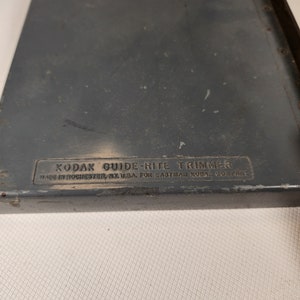 KODAK GUIDE-RITE TRIMMER
MADE IN ROCHESTER, N.Y. U.S.A. FOR EASTMAN KODAK